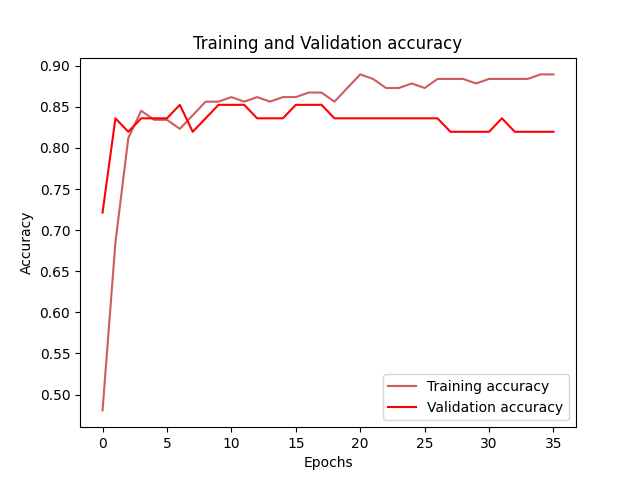 Training and Validation accuracy
0.90
0.85
0.80
0.75
0.70
0.65
0.60
0.55
0.50
Accuracy
0 5 10 15 20 25 30 35
Epochs
Training accuracy
Validation accuracy